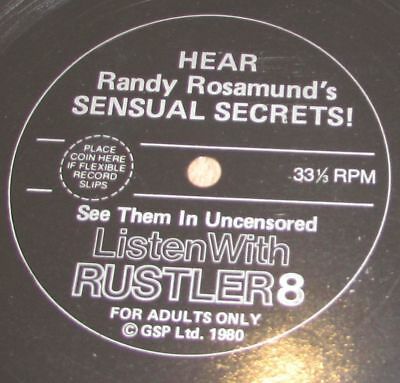 HEAR
Randy Rosamund's
SENSUAL SECRETS!
PLACE
COIN HERE
IF FLEXIBLE
RECORD
SLIPS
33⅓ RPM
See Them In Uncensored
Listen With
RUSTLER 8
FOR ADULTS ONLY
© GSP Ltd. 1980